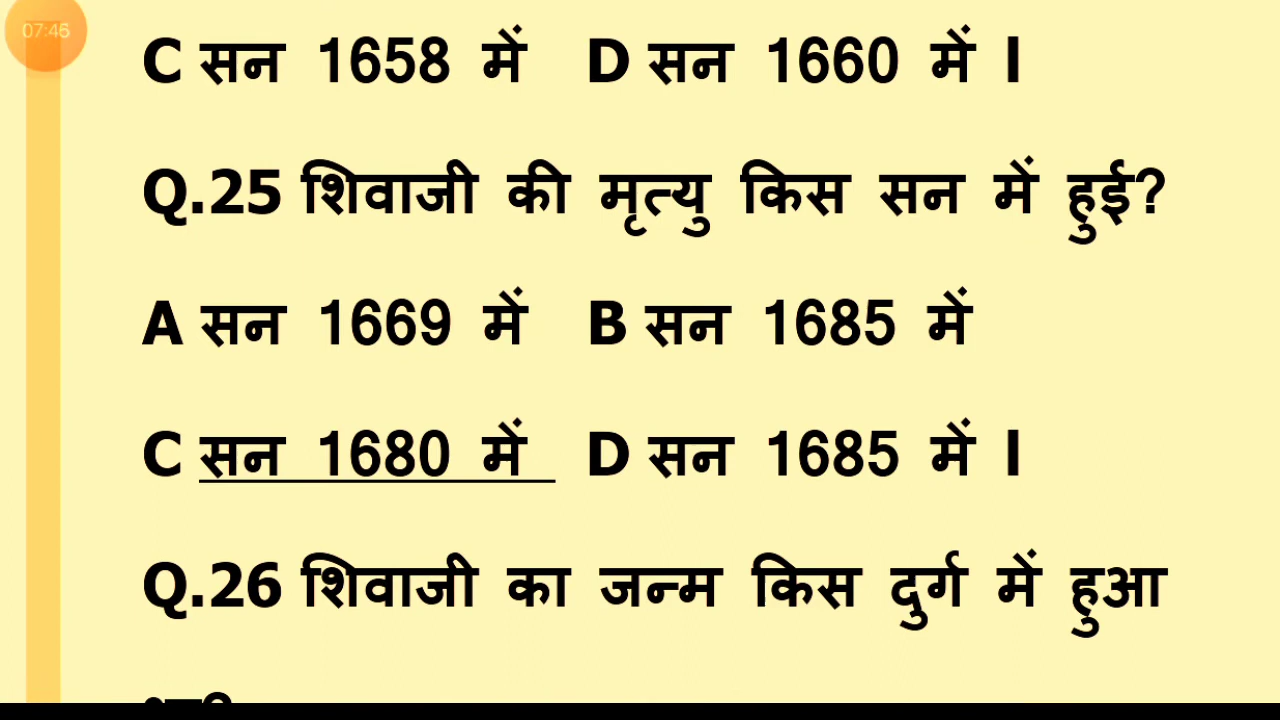 07:46
C सन 1658 में D सन 1660 में l
Q.25 शिवाजी की मृत्यु किस सन में हुई?
A सन 1669 में B सन 1685 में
C सन 1680 में D सन 1685 में l
Q.26 शिवाजी का जन्म किस दुर्ग में हुआ